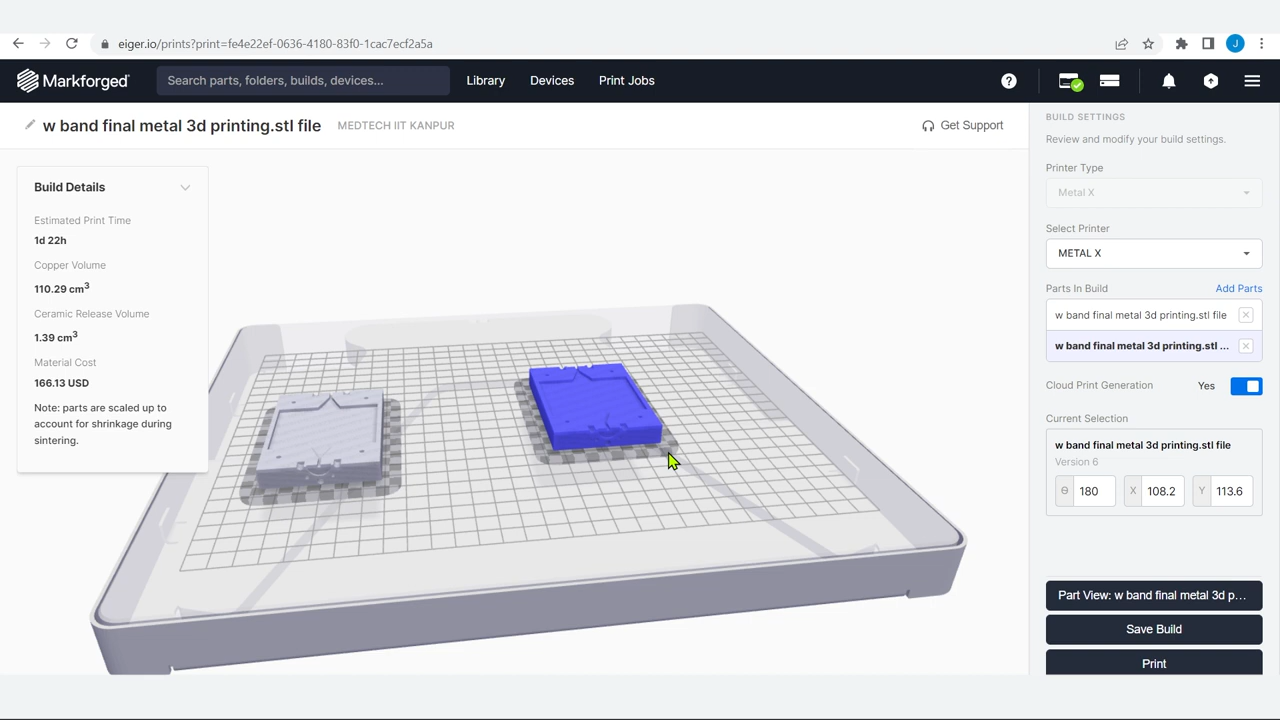 eiger.io/prints?print=fe4e22ef-0636-4180-83f0-1cac7ecf2a5a
J
Markforged
Search parts, folders, builds, devices...
Library
Devices
Print Jobs
w band final metal 3d printing.stl file
MEDTECH IIT KANPUR
Get Support
Build Details
Estimated Print Time
1d 22h
Copper Volume
110.29 cm³
Ceramic Release Volume
1.39 cm³
Material Cost
166.13 USD
Note: parts are scaled up to
account for shrinkage during
sintering.
BUILD SETTINGS
Review and modify your build settings.
Printer Type
Metal X
Select Printer
METAL X
Parts In Build
Add Parts
w band final metal 3d printing.stl file
w band final metal 3d printing.stl ...
Cloud Print Generation
Yes
Current Selection
w band final metal 3d printing.stl file
Version 6
Θ 180
X 108.2
Y 113.6
Part View: w band final metal 3d p...
Save Build
Print